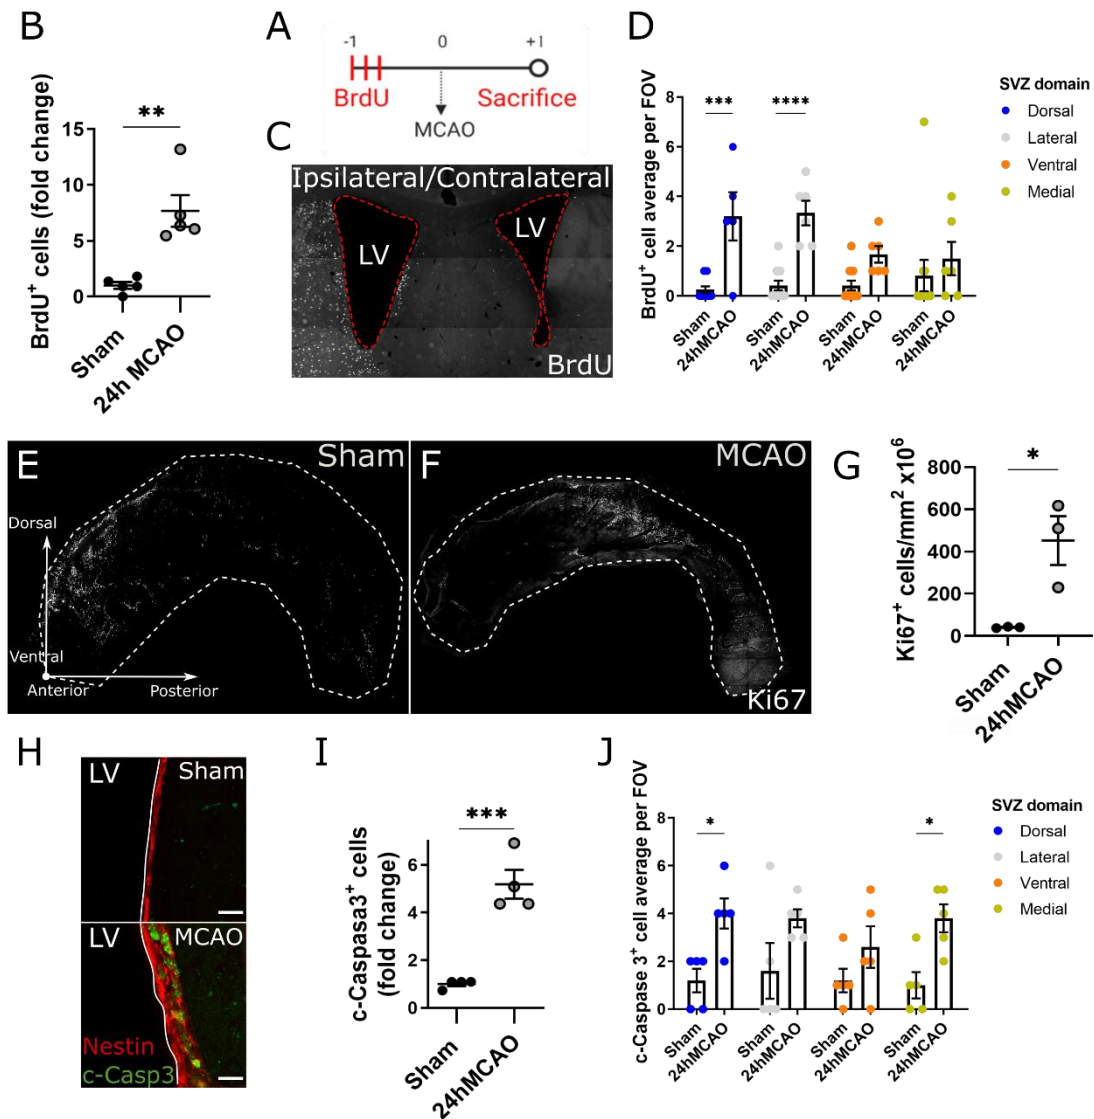 B
BrdU⁺ cells (fold change)
15
10
5
0
**
Sham
24h MCAO
A
-1
0
+1
BrdU
Sacrifice
MCAO
C
Ipsilateral/Contralateral
LV
LV
BrdU
D
BrdU⁺ cell average per FOV
8
6
4
2
0
***
****
Sham
24hMCAO
Sham
24hMCAO
Sham
24hMCAO
Sham
24hMCAO
SVZ domain
Dorsal
Lateral
Ventral
Medial
E
Sham
Dorsal
Ventral
Anterior
Posterior
F
MCAO
Ki67
G
Ki67⁺ cells/mm² x10⁶
800
600
400
200
0
*
Sham
24hMCAO
H
LV
Sham
LV
MCAO
Nestin
c-Casp3
I
c-Caspasa3⁺ cells
(fold change)
6
4
2
0
***
Sham
24hMCAO
J
c-Caspase 3⁺ cell average per FOV
8
6
4
2
0
*
*
Sham
24hMCAO
Sham
24hMCAO
Sham
24hMCAO
Sham
24hMCAO
SVZ domain
Dorsal
Lateral
Ventral
Medial